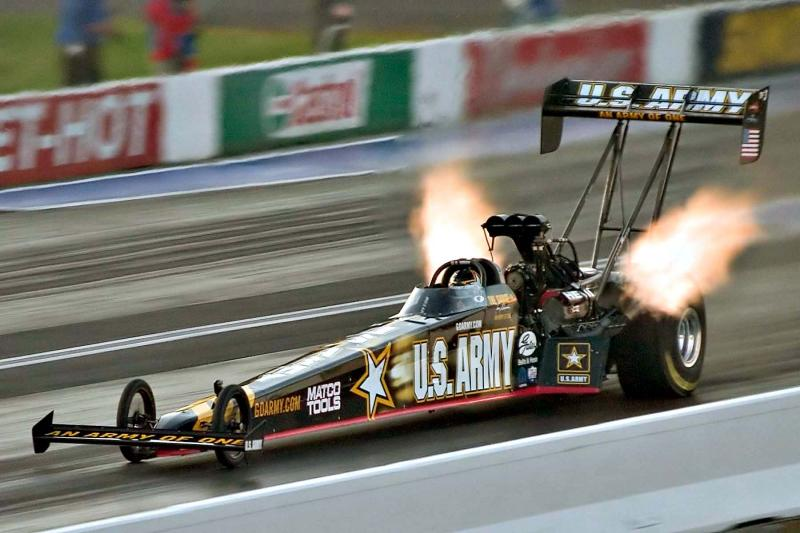 ET-HOT
Castrol
U.S. ARMY
AN ARMY OF ONE
GOARMY.COM
U.S. ARMY
U.S. ARMY
GOARMY.COM
MATCO
TOOLS
AN ARMY OF ONE